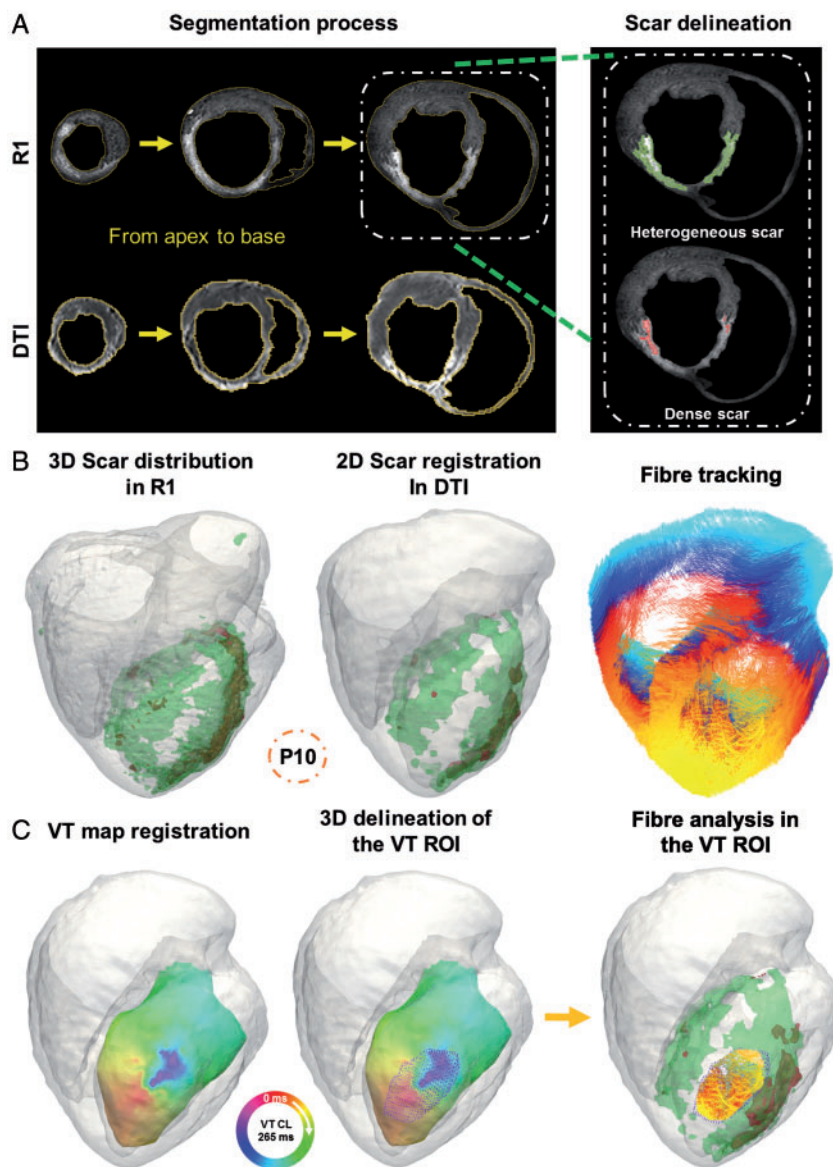 A
Segmentation process
Scar delineation
R1
From apex to base
Heterogeneous scar
DTI
Dense scar
B
3D Scar distribution
in R1
2D Scar registration
In DTI
Fibre tracking
P10
C
VT map registration
3D delineation of
the VT ROI
Fibre analysis in
the VT ROI
0 ms
VT CL
265 ms